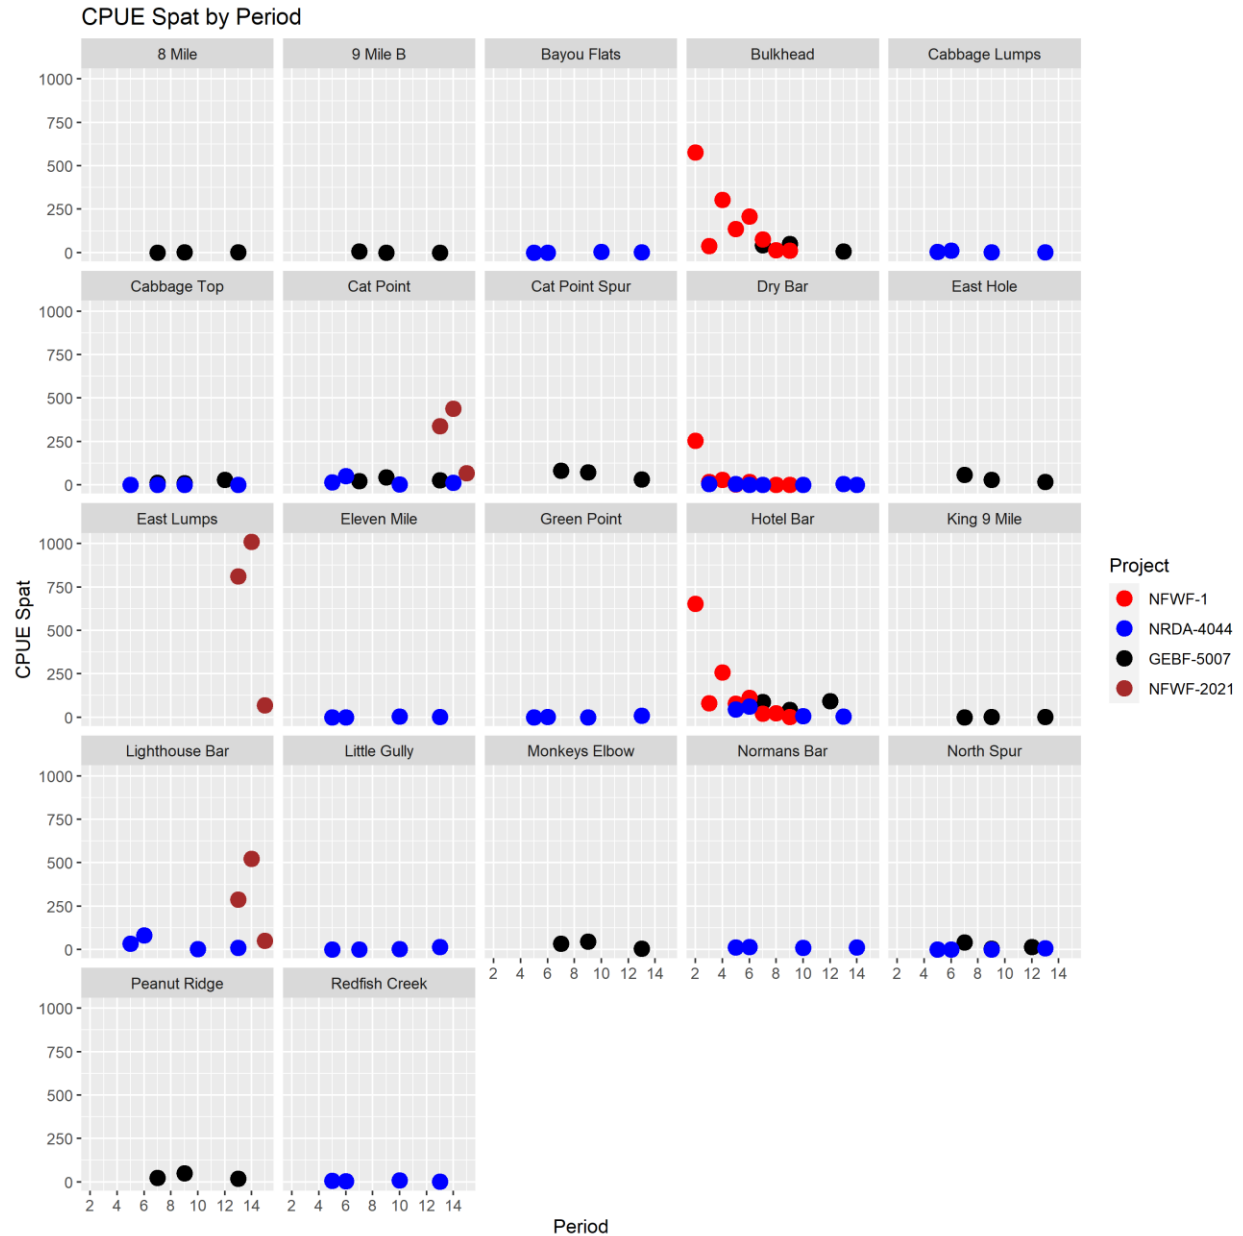 CPUE Spat by Period
8 Mile 9 Mile B Bayou Flats Bulkhead Cabbage Lumps
1000
750
500
250
0
Cabbage Top Cat Point Cat Point Spur Dry Bar East Hole
1000
750
500
250
0
East Lumps Eleven Mile Green Point Hotel Bar King 9 Mile
1000
750
500
250
0
CPUE Spat
Lighthouse Bar Little Gully Monkeys Elbow Normans Bar North Spur
1000
750
500
250
0
2 4 6 8 10 12 14 2 4 6 8 10 12 14 2 4 6 8 10 12 14
Peanut Ridge Redfish Creek
1000
750
500
250
0
2 4 6 8 10 12 14 2 4 6 8 10 12 14
Period
Project
NFWF-1
NRDA-4044
GEBF-5007
NFWF-2021